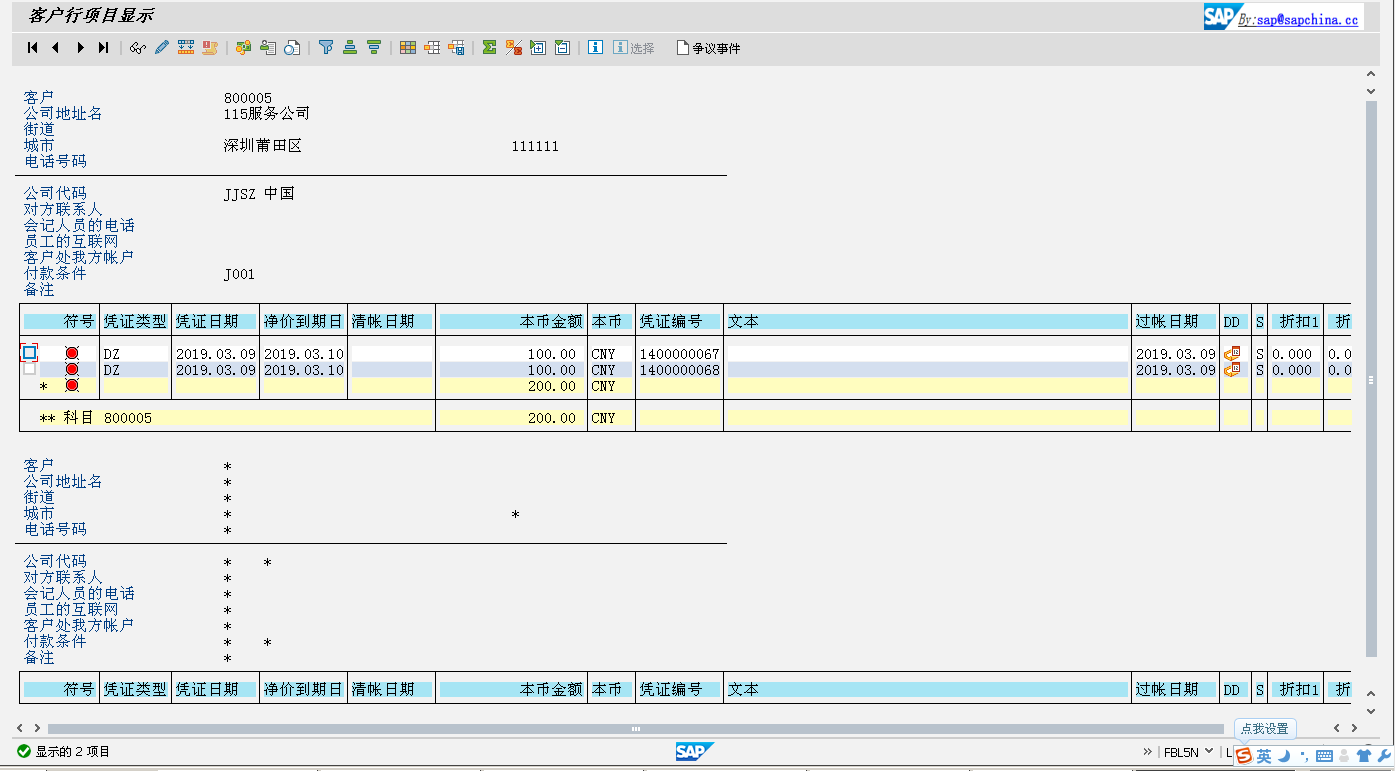 客户行项目显示
SAP By:sap@sapchina.cc
选择 争议事件
客户 800005
公司地址名 115服务公司
街道
城市 深圳莆田区 111111
电话号码
公司代码 JJSZ 中国
对方联系人
会记人员的电话
员工的互联网
客户处我方帐户
付款条件 J001
备注
符号 凭证类型 凭证日期 净价到期日 清帐日期 本币金额 本币 凭证编号 文本 过帐日期 DD S 折扣1 折
DZ 2019.03.09 2019.03.10 100.00 CNY 1400000067 2019.03.09 S 0.000 0.0
DZ 2019.03.09 2019.03.10 100.00 CNY 1400000068 2019.03.09 S 0.000 0.0
* 200.00 CNY
** 科目 800005 200.00 CNY
客户 *
公司地址名 *
街道 *
城市 * *
电话号码 *
公司代码 * *
对方联系人 *
会记人员的电话 *
员工的互联网 *
客户处我方帐户 *
付款条件 * *
备注 *
符号 凭证类型 凭证日期 净价到期日 清帐日期 本币金额 本币 凭证编号 文本 过帐日期 DD S 折扣1 折
点我设置
显示的 2 项目 SAP » FBL5N 英